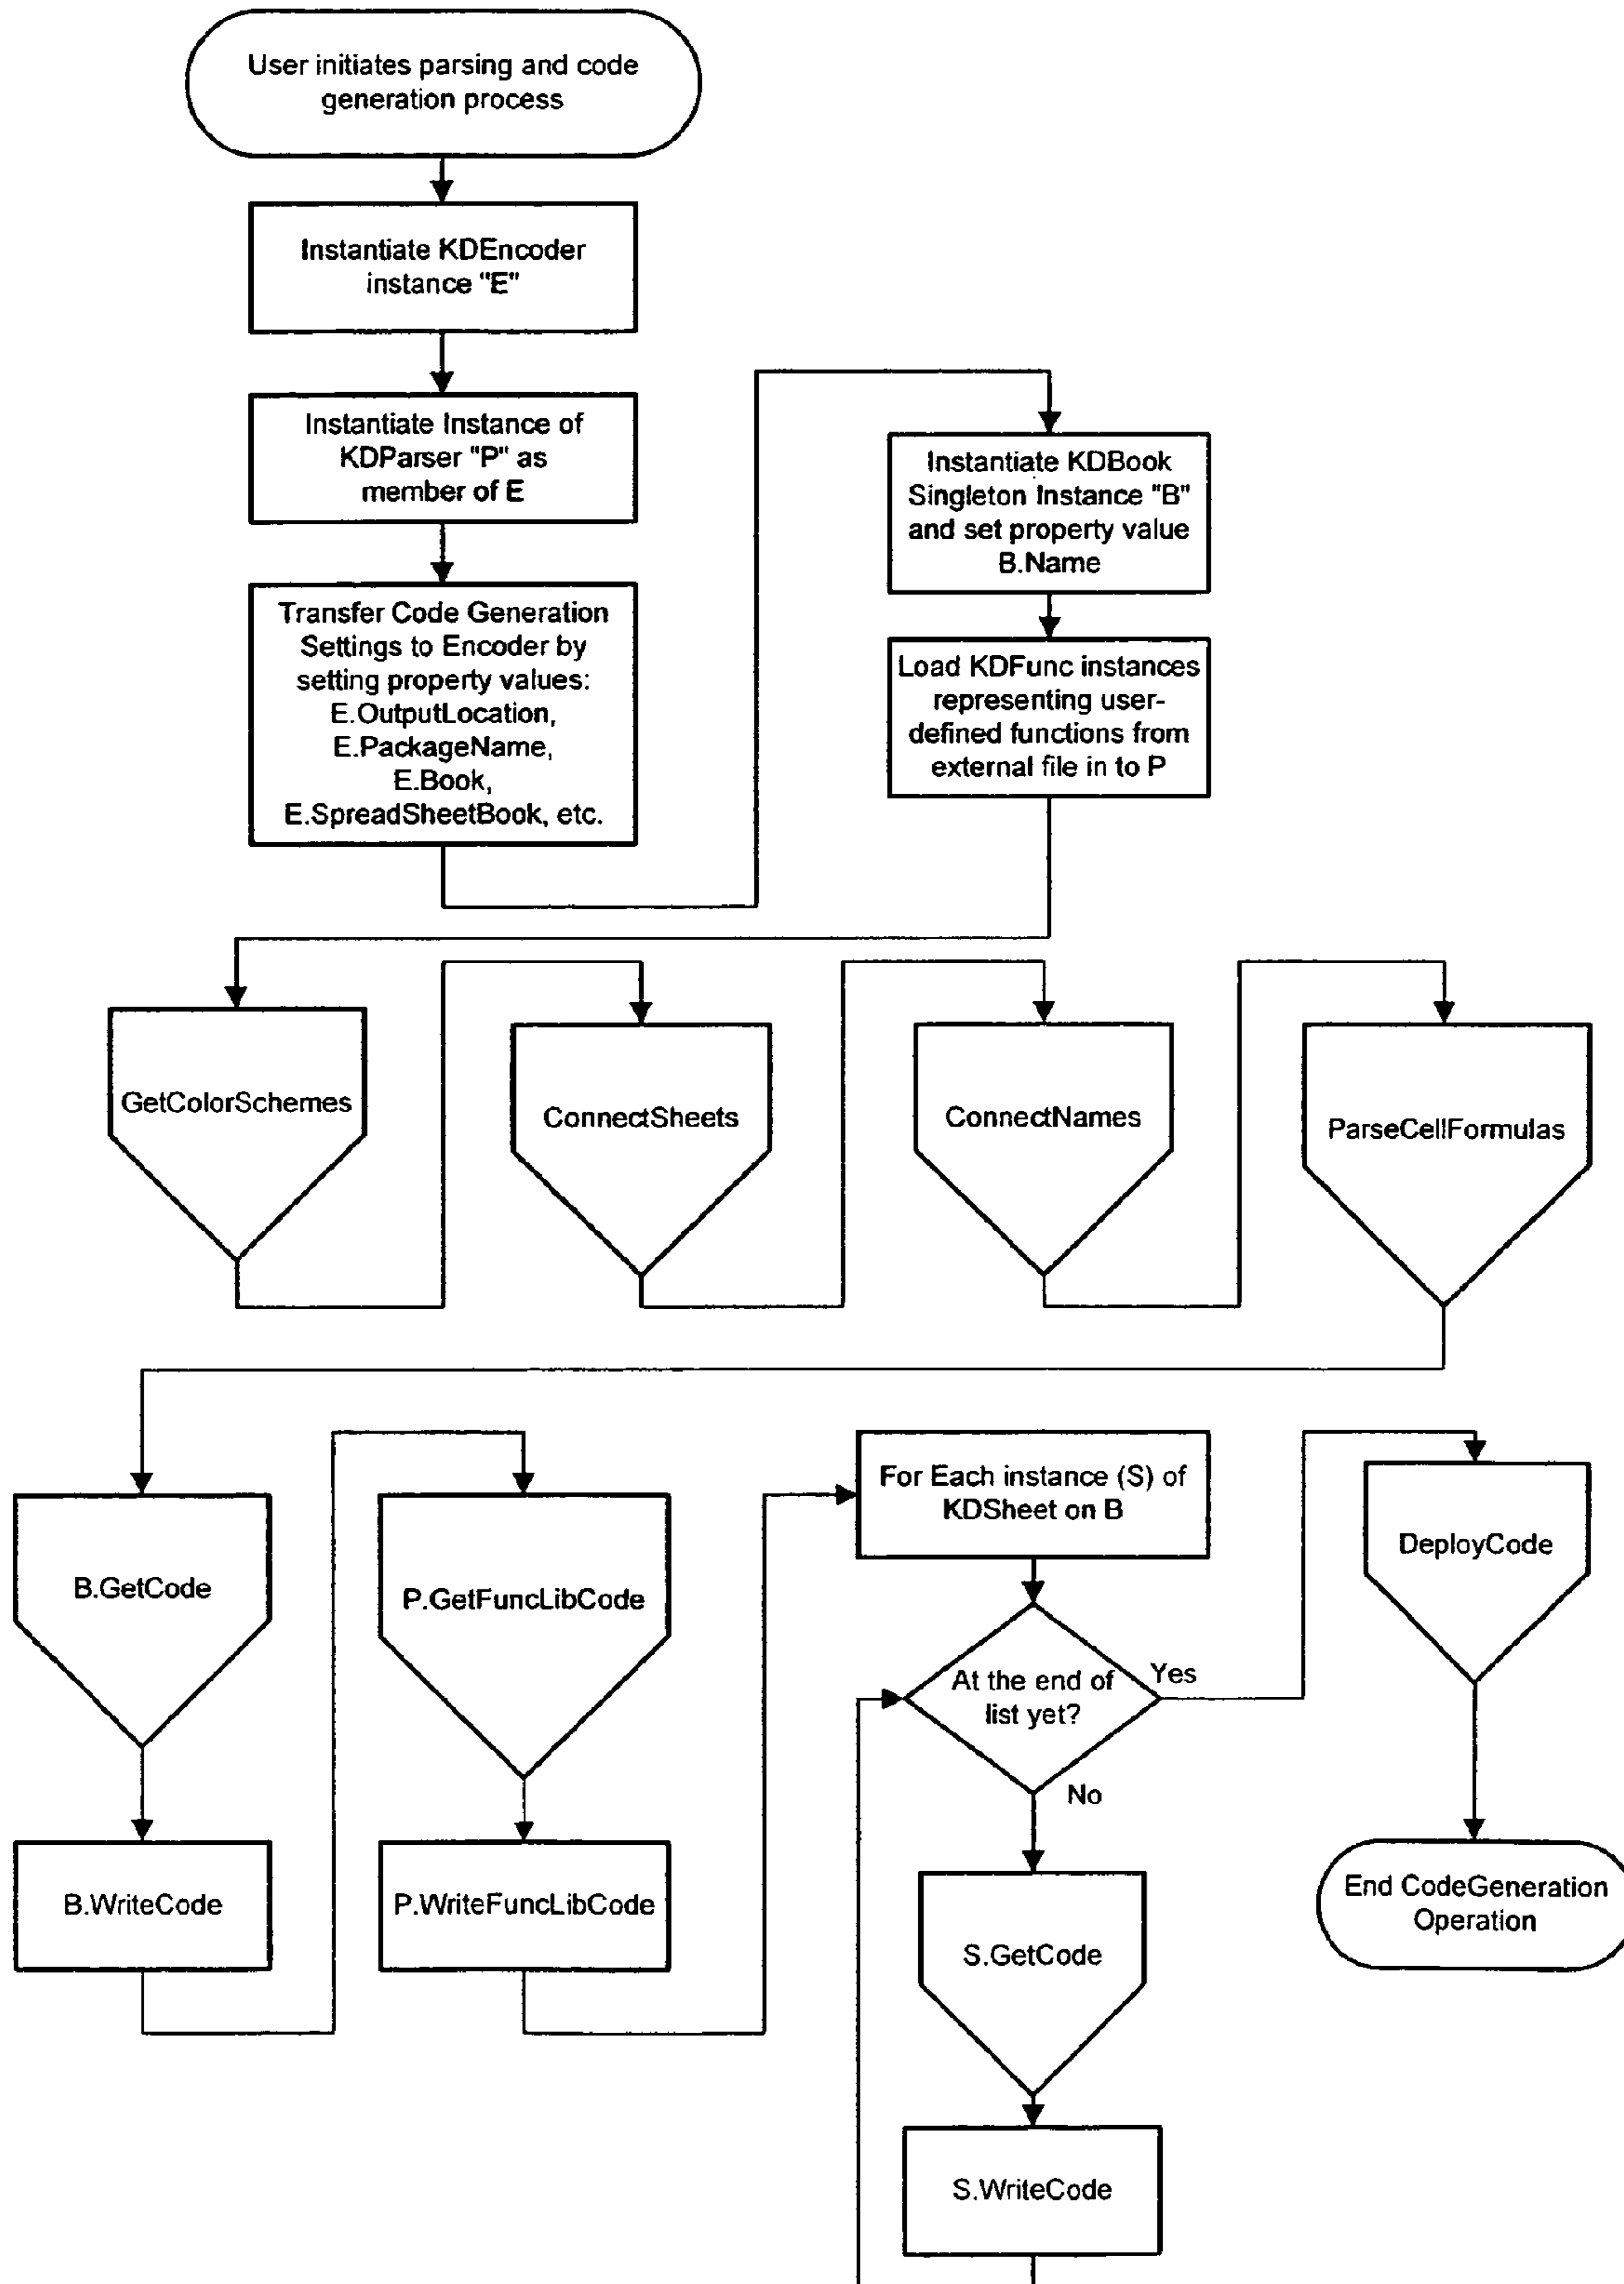 User initiates parsing and code
generation process
Instantiate KDEncoder
instance "E"
Instantiate Instance of
KDParser "P" as
member of E
Transfer Code Generation
Settings to Encoder by
setting property values:
E.OutputLocation,
E.PackageName,
E.Book,
E.SpreadSheetBook, etc.
Instantiate KDBook
Singleton Instance "B"
and set property value
B.Name
Load KDFunc instances
representing user-
defined functions from
external file in to P
GetColorSchemes
ConnectSheets
ConnectNames
ParseCellFormulas
B.GetCode
B.WriteCode
P.GetFuncLibCode
P.WriteFuncLibCode
For Each instance (S) of
KDSheet on B
At the end of
list yet?
Yes
No
S.GetCode
S.WriteCode
DeployCode
End CodeGeneration
Operation